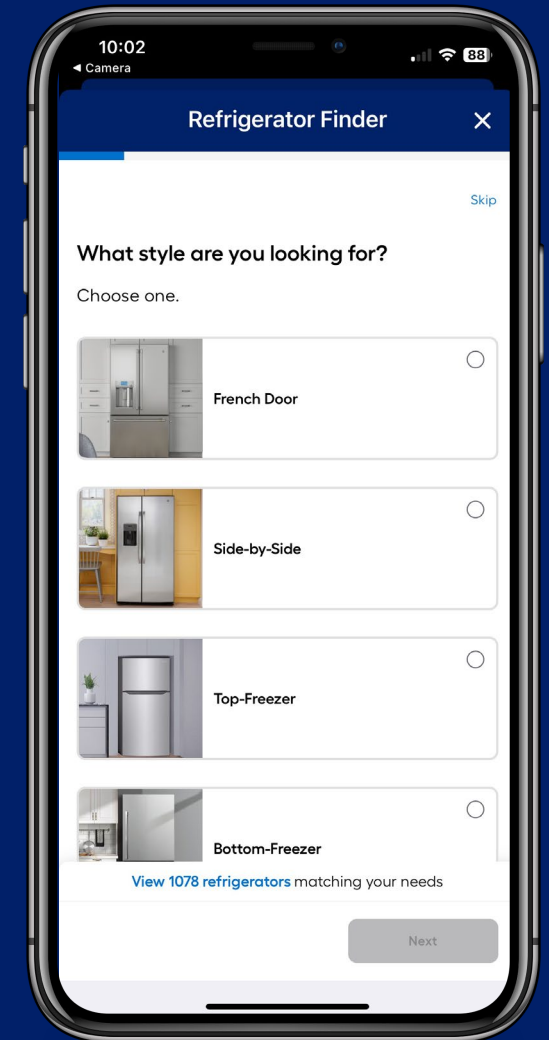 10:02
88
◀ Camera
Refrigerator Finder
Skip
What style are you looking for?
Choose one.
French Door
Side-by-Side
Top-Freezer
Bottom-Freezer
View 1078 refrigerators matching your needs
Next